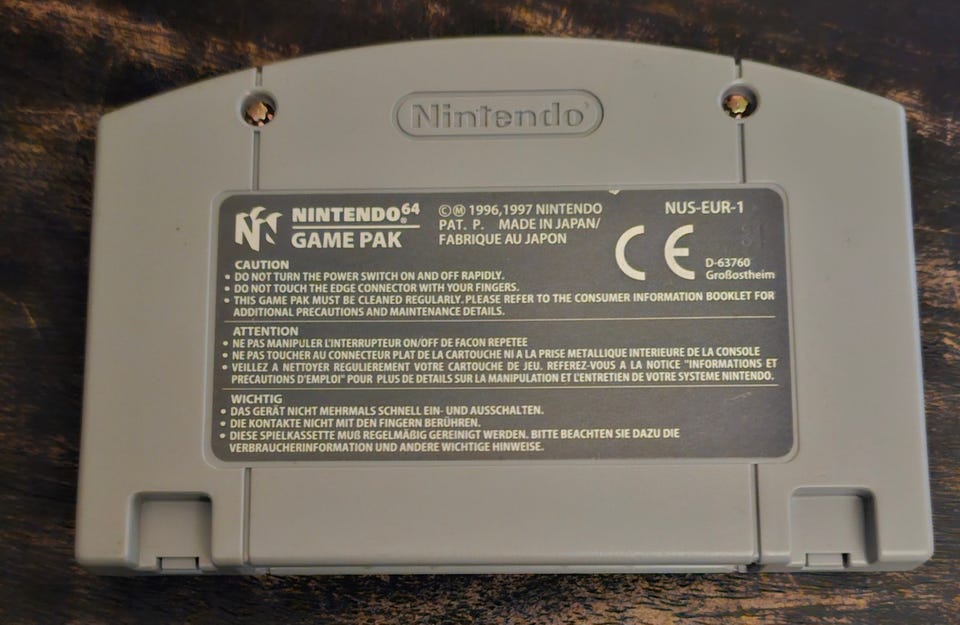 Nintendo
NINTENDO64
GAME PAK
©Ⓜ 1996,1997 NINTENDO
PAT. P. MADE IN JAPAN/
FABRIQUE AU JAPON
NUS-EUR-1
CE
D-63760
Großostheim
CAUTION
• DO NOT TURN THE POWER SWITCH ON AND OFF RAPIDLY.
• DO NOT TOUCH THE EDGE CONNECTOR WITH YOUR FINGERS.
• THIS GAME PAK MUST BE CLEANED REGULARLY. PLEASE REFER TO THE CONSUMER INFORMATION BOOKLET FOR
ADDITIONAL PRECAUTIONS AND MAINTENANCE DETAILS.
ATTENTION
• NE PAS MANIPULER L'INTERRUPTEUR ON/OFF DE FACON REPETEE
• NE PAS TOUCHER AU CONNECTEUR PLAT DE LA CARTOUCHE NI A LA PRISE METALLIQUE INTERIEURE DE LA CONSOLE
• VEILLEZ A NETTOYER REGULIEREMENT VOTRE CARTOUCHE DE JEU. REFEREZ-VOUS A LA NOTICE "INFORMATIONS ET
PRECAUTIONS D'EMPLOI" POUR PLUS DE DETAILS SUR LA MANIPULATION ET L'ENTRETIEN DE VOTRE SYSTEME NINTENDO.
WICHTIG
• DAS GERÄT NICHT MEHRMALS SCHNELL EIN- UND AUSSCHALTEN.
• DIE KONTAKTE NICHT MIT DEN FINGERN BERÜHREN.
• DIESE SPIELKASSETTE MUß REGELMÄßIG GEREINIGT WERDEN. BITTE BEACHTEN SIE DAZU DIE
VERBRAUCHERINFORMATION UND ANDERE WICHTIGE HINWEISE.